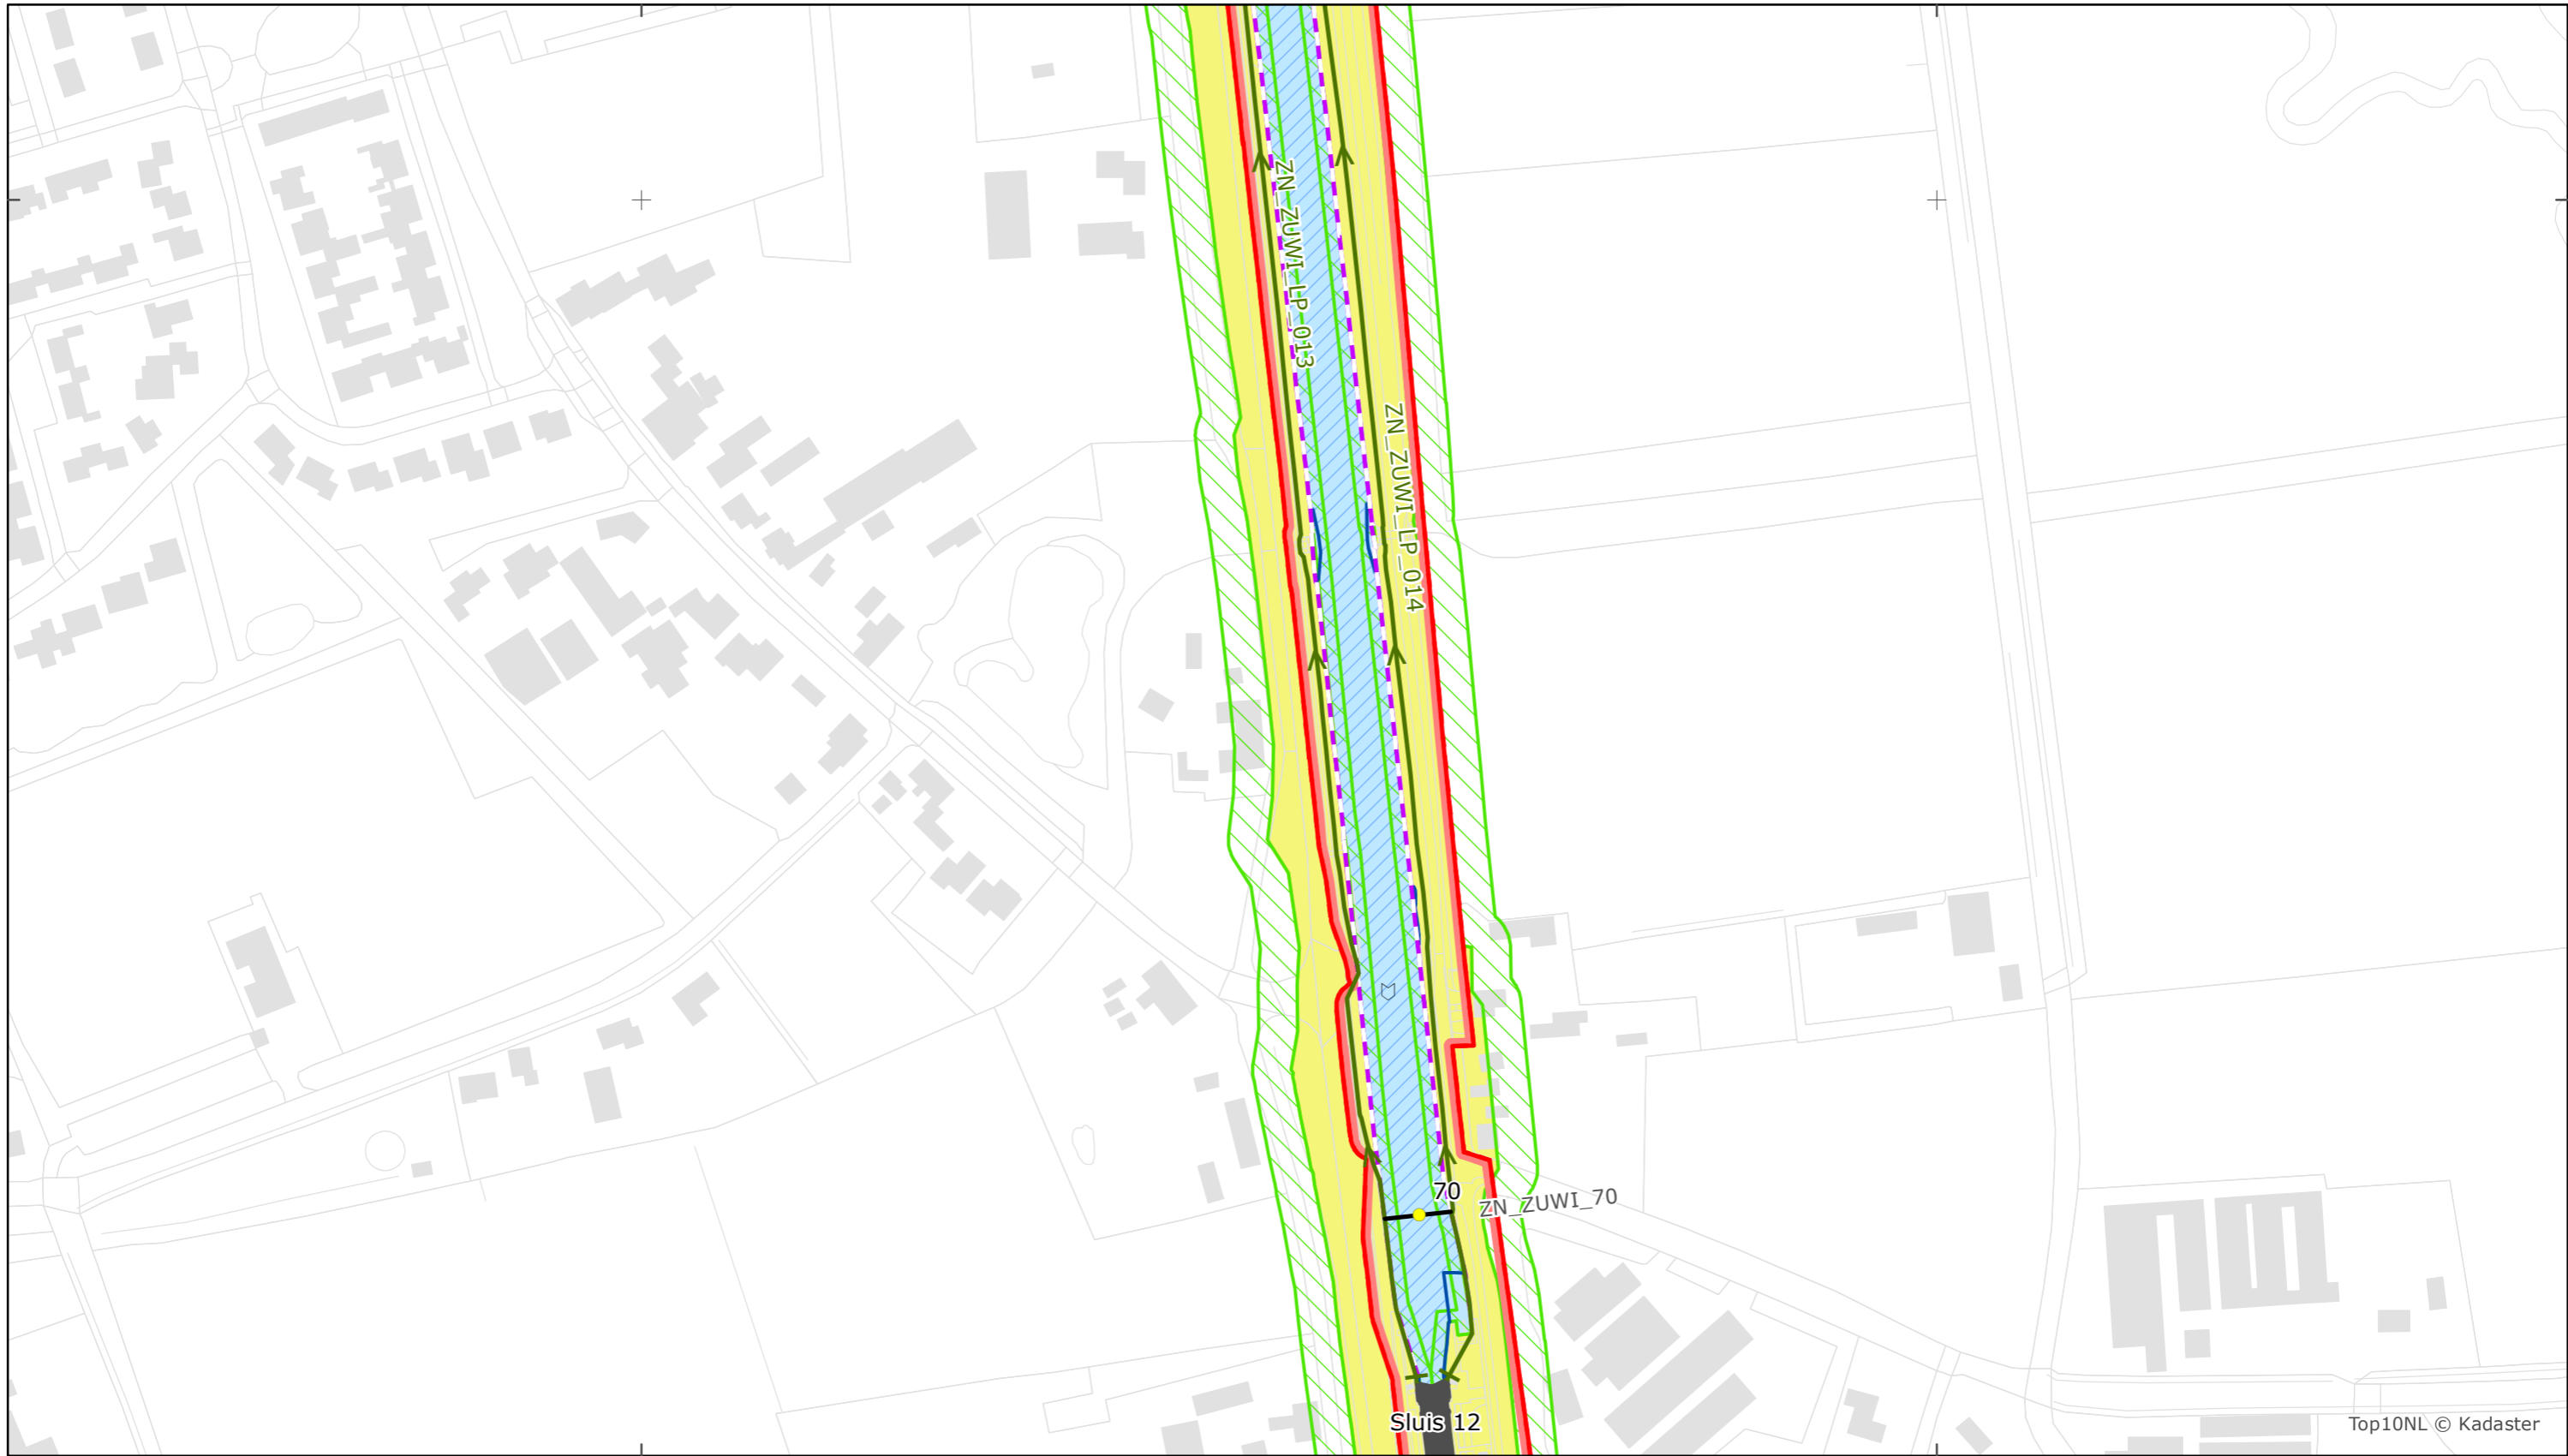 ZN_ZUWI_LP_013
ZN_ZUWI_LP_014
70
ZN_ZUWI_70
Sluis 12
Top10NL © Kadaster